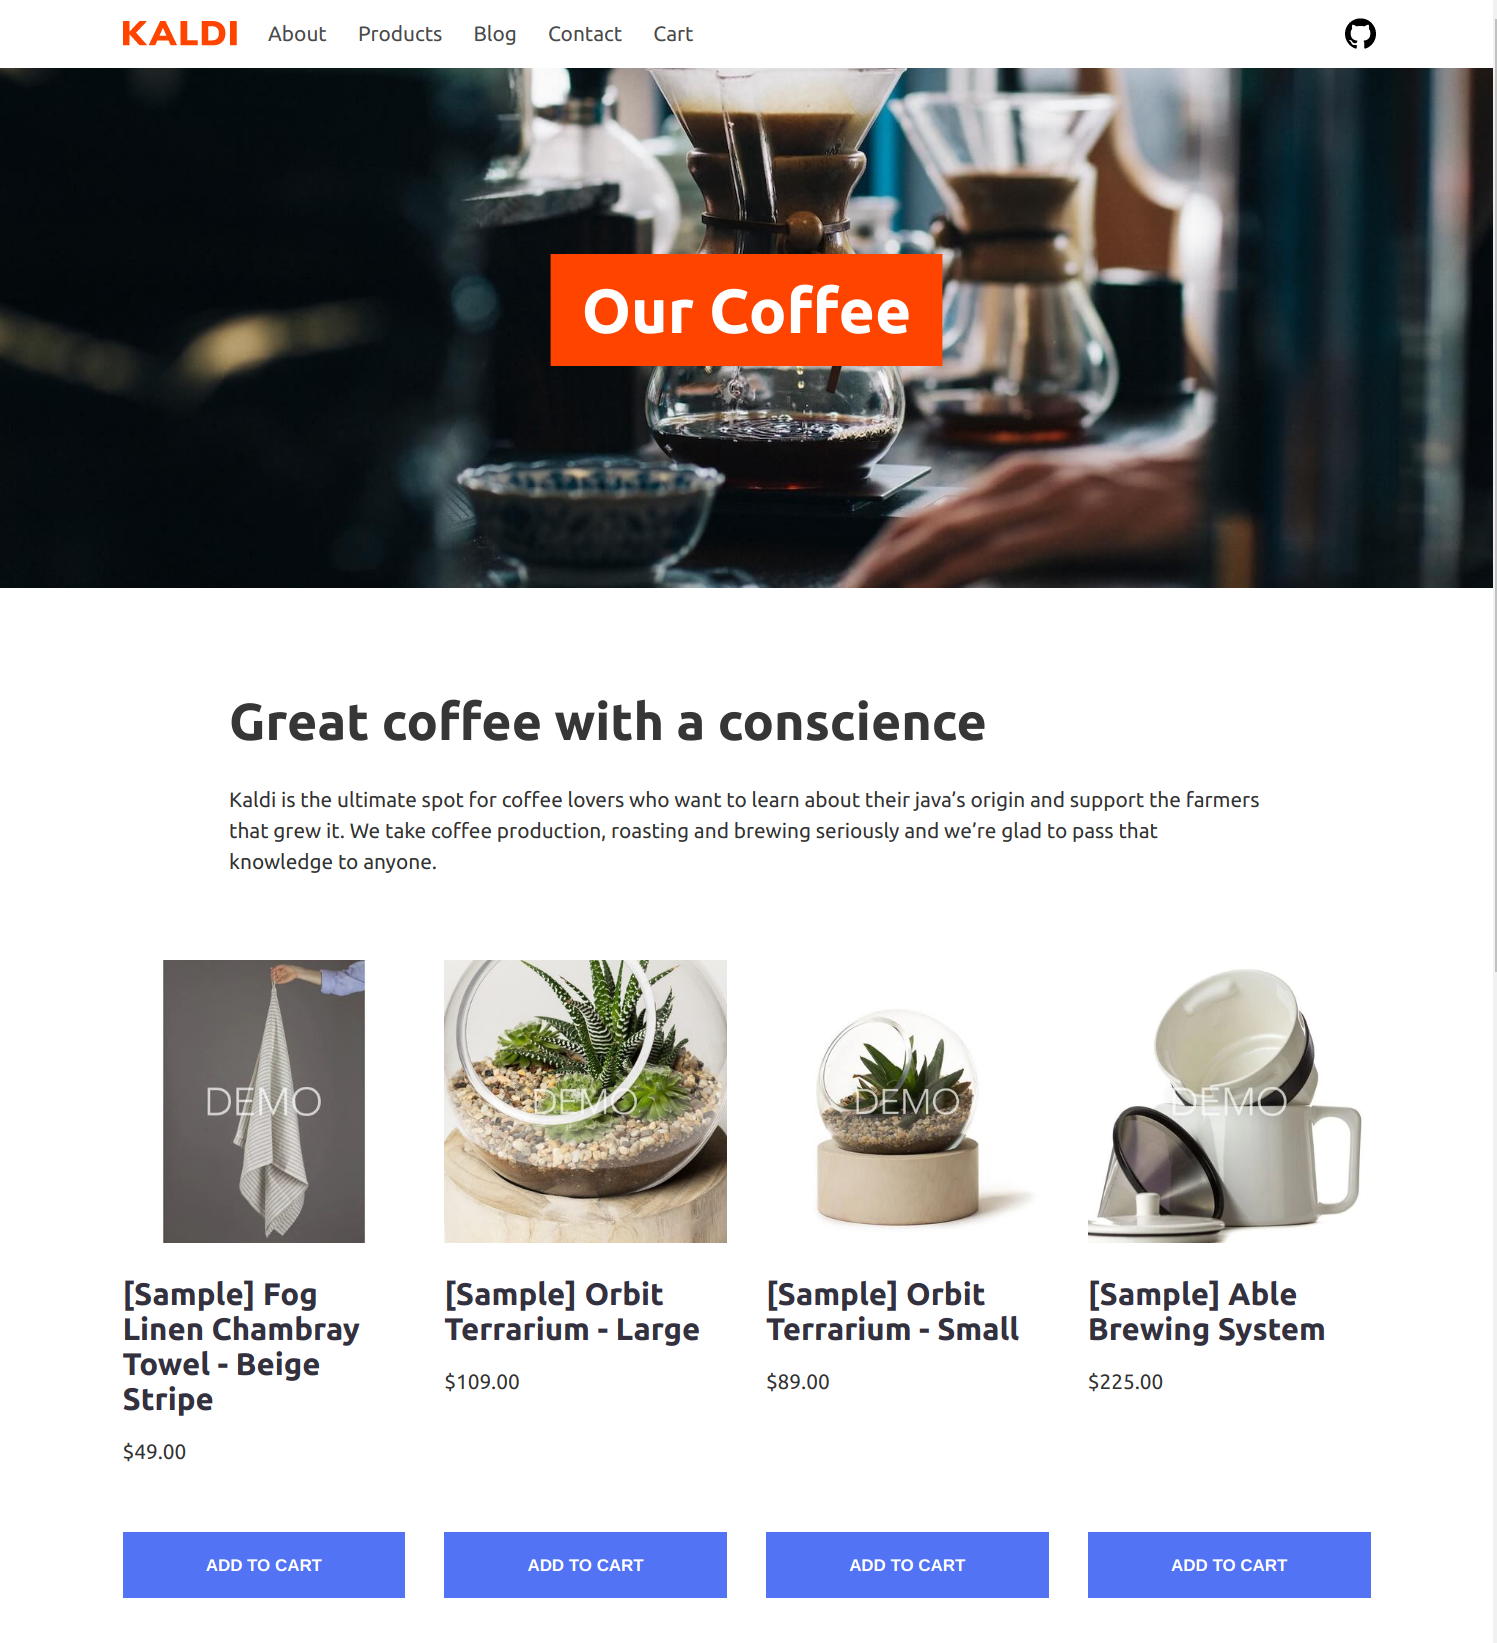 KALDI About Products Blog Contact Cart
Our Coffee
Great coffee with a conscience
Kaldi is the ultimate spot for coffee lovers who want to learn about their java’s origin and support the farmers
that grew it. We take coffee production, roasting and brewing seriously and we’re glad to pass that
knowledge to anyone.
DEMO
DEMO
DEMO
DEMO
[Sample] Fog
Linen Chambray
Towel - Beige
Stripe
$49.00
ADD TO CART
[Sample] Orbit
Terrarium - Large
$109.00
ADD TO CART
[Sample] Orbit
Terrarium - Small
$89.00
ADD TO CART
[Sample] Able
Brewing System
$225.00
ADD TO CART